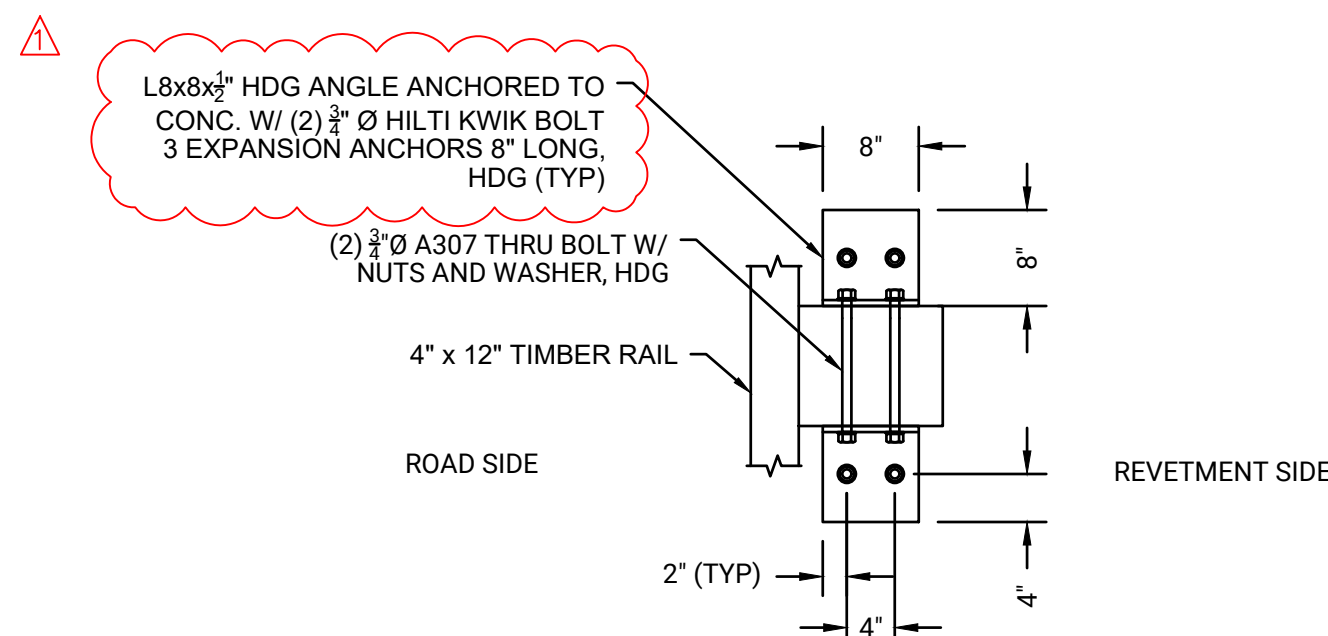 1
L8x8x1/2" HDG ANGLE ANCHORED TO
CONC. W/ (2) 3/4" Ø HILTI KWIK BOLT
3 EXPANSION ANCHORS 8" LONG,
HDG (TYP)
8"
(2) 3/4"Ø A307 THRU BOLT W/
NUTS AND WASHER, HDG
8"
4" x 12" TIMBER RAIL
ROAD SIDE
REVETMENT SIDE
2" (TYP)
4"
4"